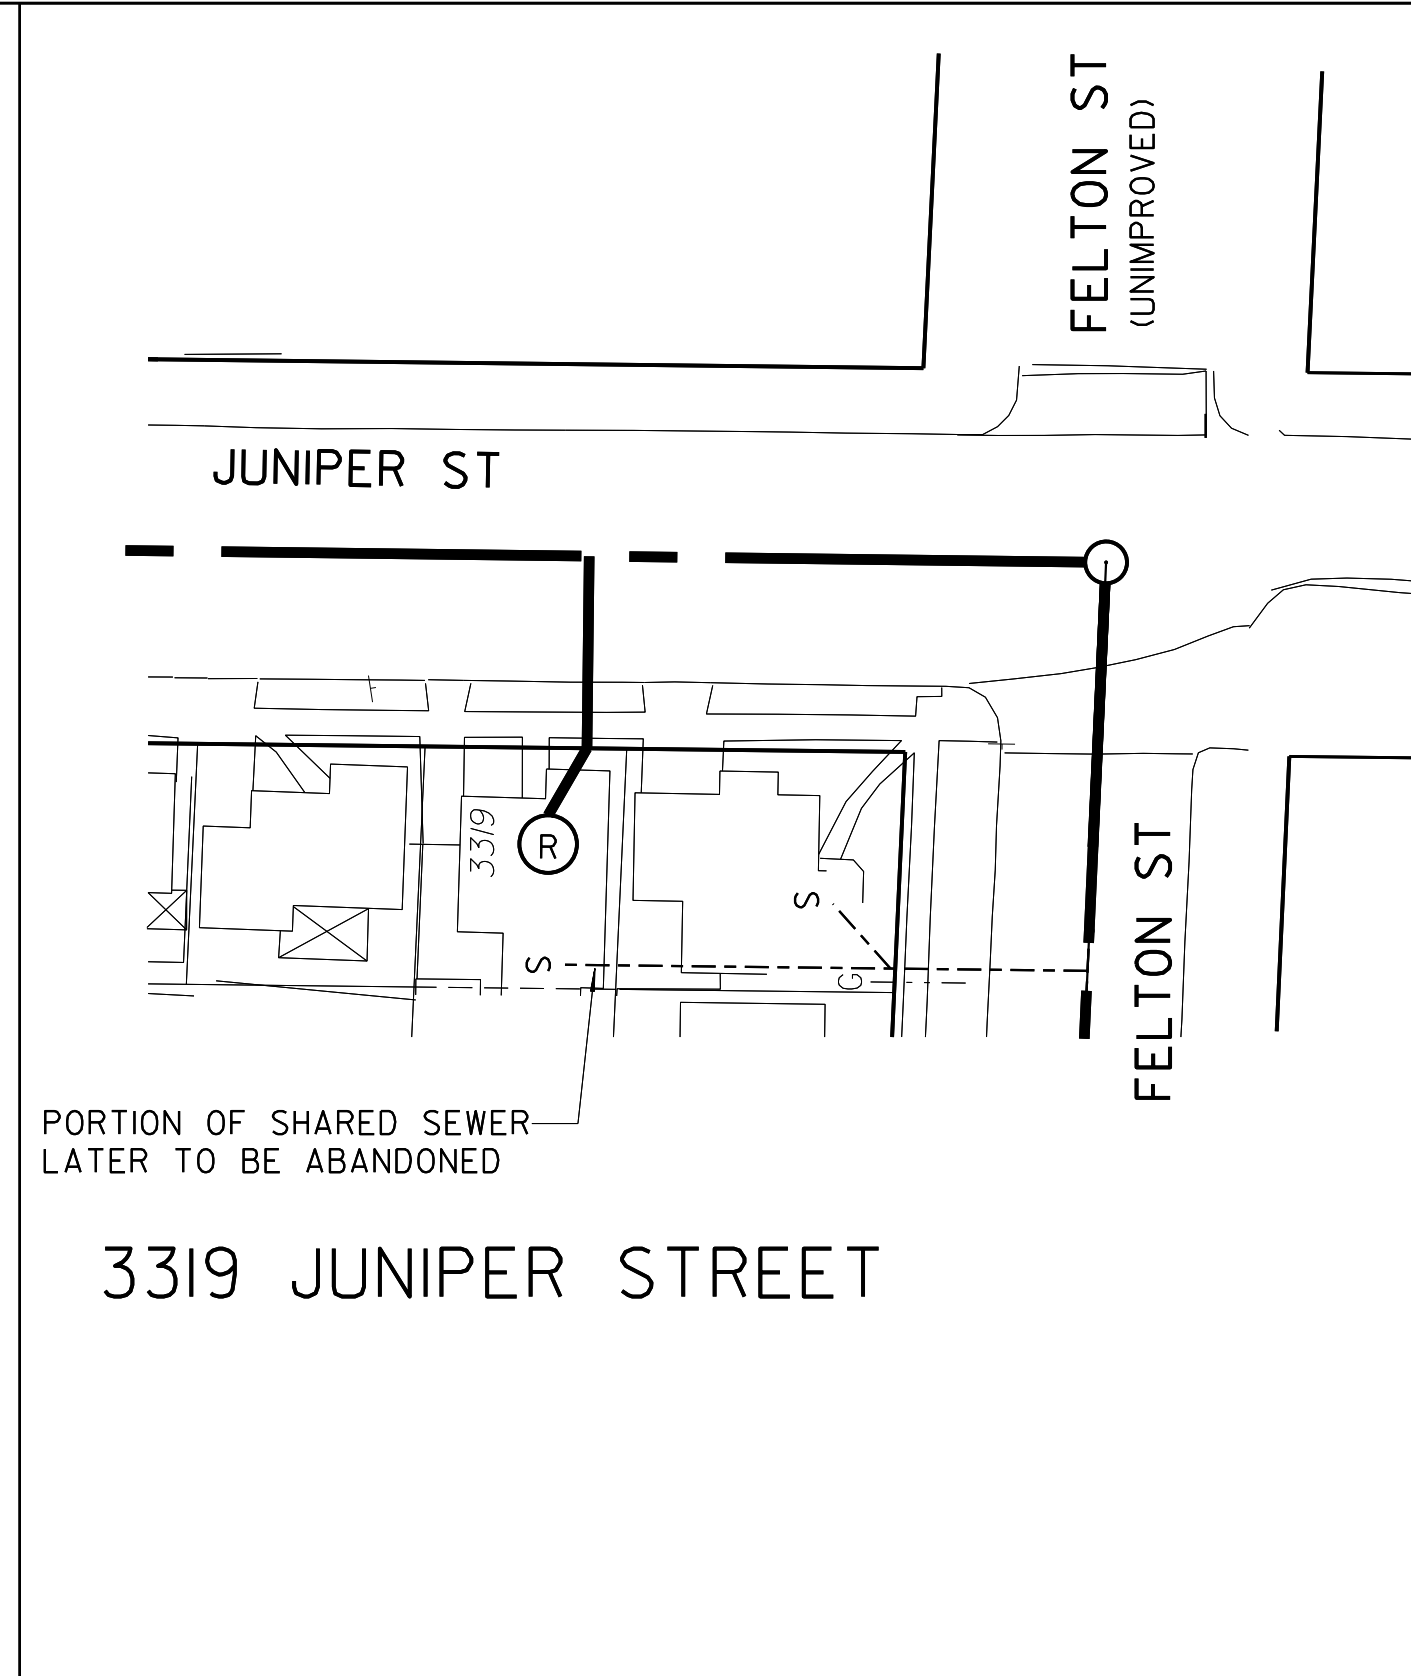 FELTON ST
(UNIMPROVED)
JUNIPER ST
3319
R
S
S
G
FELTON ST
PORTION OF SHARED SEWER
LATER TO BE ABANDONED
3319 JUNIPER STREET